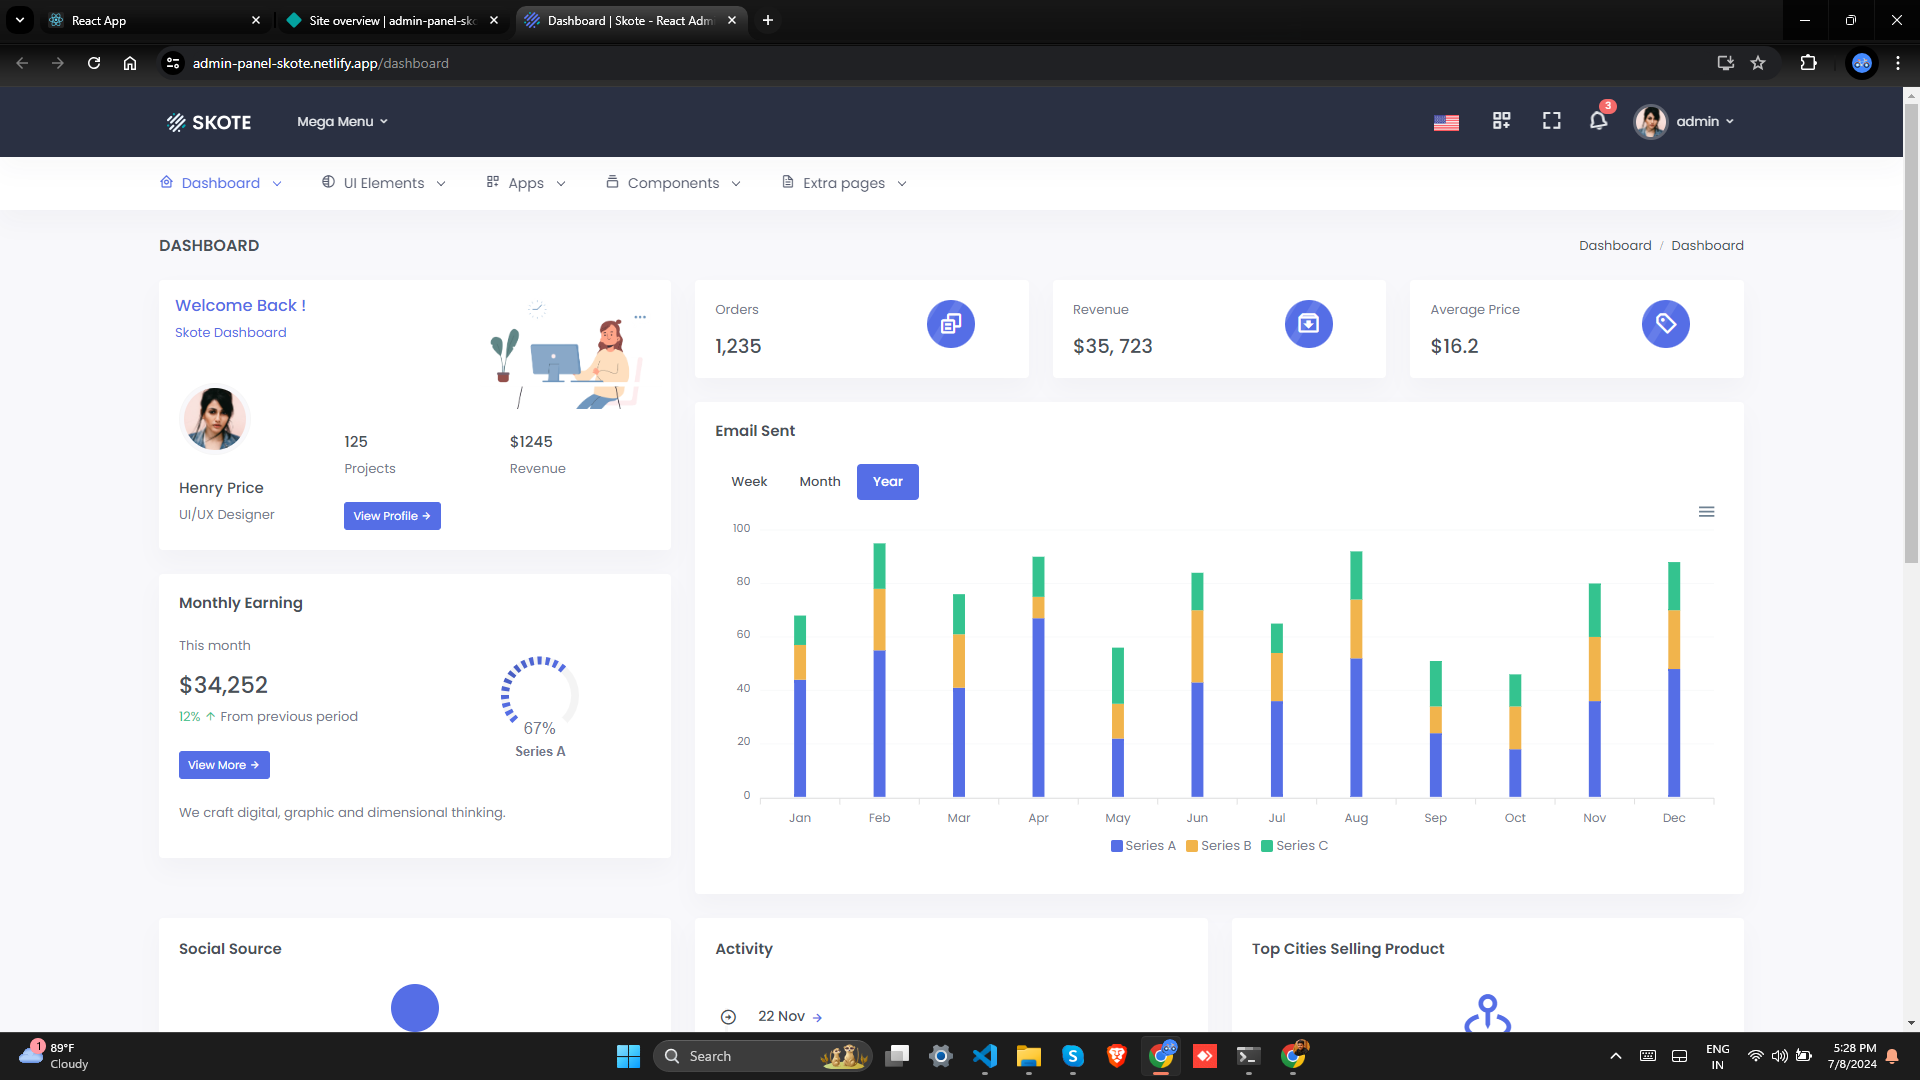 React App
Site overview | admin-panel-sk
Dashboard | Skote - React Adm
admin-panel-skote.netlify.app/dashboard
SKOTE
Mega Menu
3
admin
Dashboard
UI Elements
Apps
Components
Extra pages
DASHBOARD
Dashboard / Dashboard
Welcome Back !
Skote Dashboard
Henry Price
UI/UX Designer
125
Projects
$1245
Revenue
View Profile →
Orders
1,235
Revenue
$35, 723
Average Price
$16.2
Monthly Earning
This month
$34,252
12% ↑ From previous period
View More →
67%
Series A
We craft digital, graphic and dimensional thinking.
Email Sent
Week Month Year
100
80
60
40
20
0
Jan Feb Mar Apr May Jun Jul Aug Sep Oct Nov Dec
Series A Series B Series C
Social Source
Activity
22 Nov →
Top Cities Selling Product
1
89°F
Cloudy
Search
ENG
IN
5:28 PM
7/8/2024